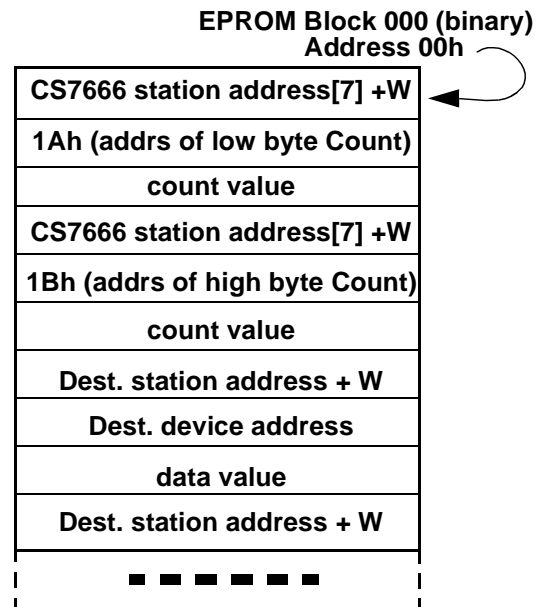 EPROM Block 000 (binary)
Address 00h
CS7666 station address[7] +W
1Ah (addrs of low byte Count)
count value
CS7666 station address[7] +W
1Bh (addrs of high byte Count)
count value
Dest. station address + W
Dest. device address
data value
Dest. station address + W